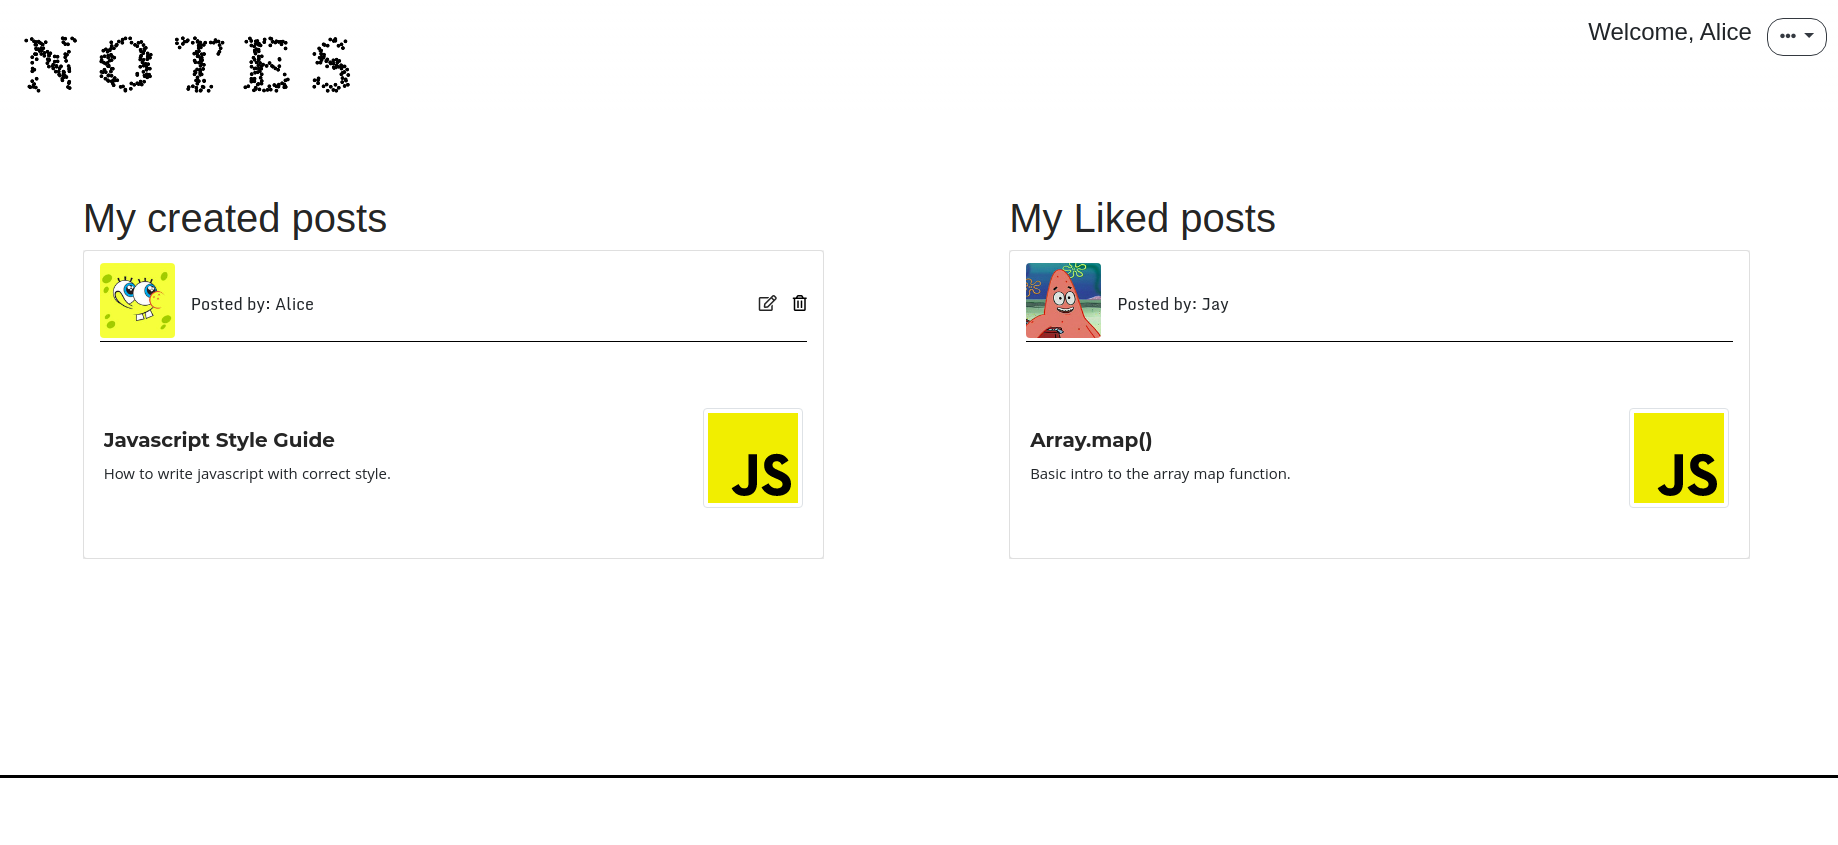 NOTES
Welcome, Alice
My created posts
Posted by: Alice
Javascript Style Guide
How to write javascript with correct style.
JS
My Liked posts
Posted by: Jay
Array.map()
Basic intro to the array map function.
JS